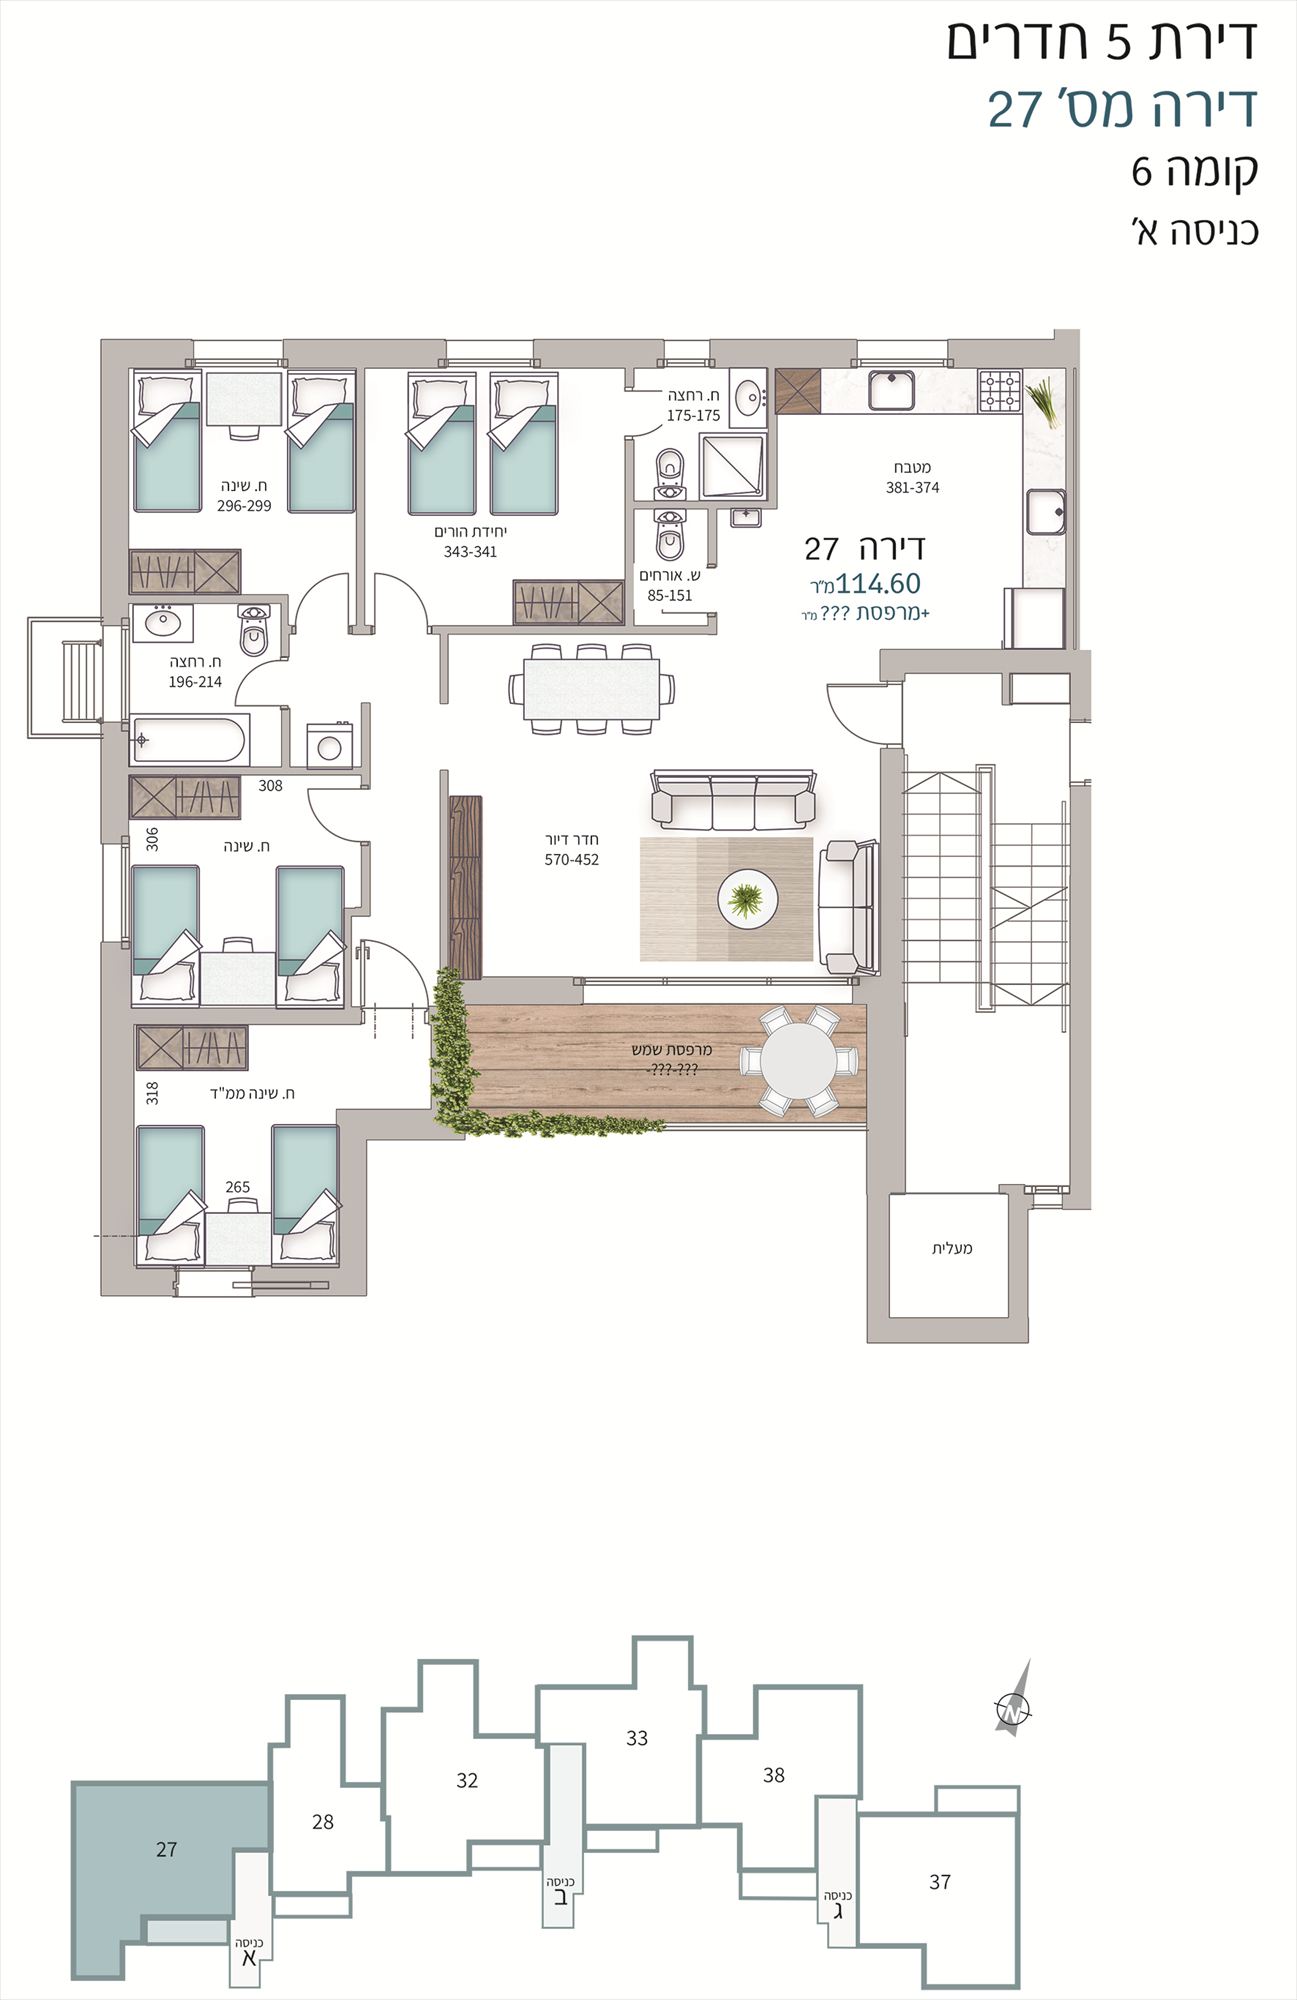 דירת 5 חדרים
דירה מס' 27
קומה 6
כניסה א'
ח. רחצה
175-175
מטבח
381-374
ח. שינה
296-299
יחידת הורים
343-341
דירה 27
114.60מ"ר
+מרפסת ??? מ"ר
ש. אורחים
85-151
ח. רחצה
196-214
308
306
ח. שינה
חדר דיור
570-452
מרפסת שמש
-???-???
318
ח. שינה ממ"ד
265
מעלית
33
38
32
28
27
37
N
כניסה
ב
כניסה
ג
כניסה
א